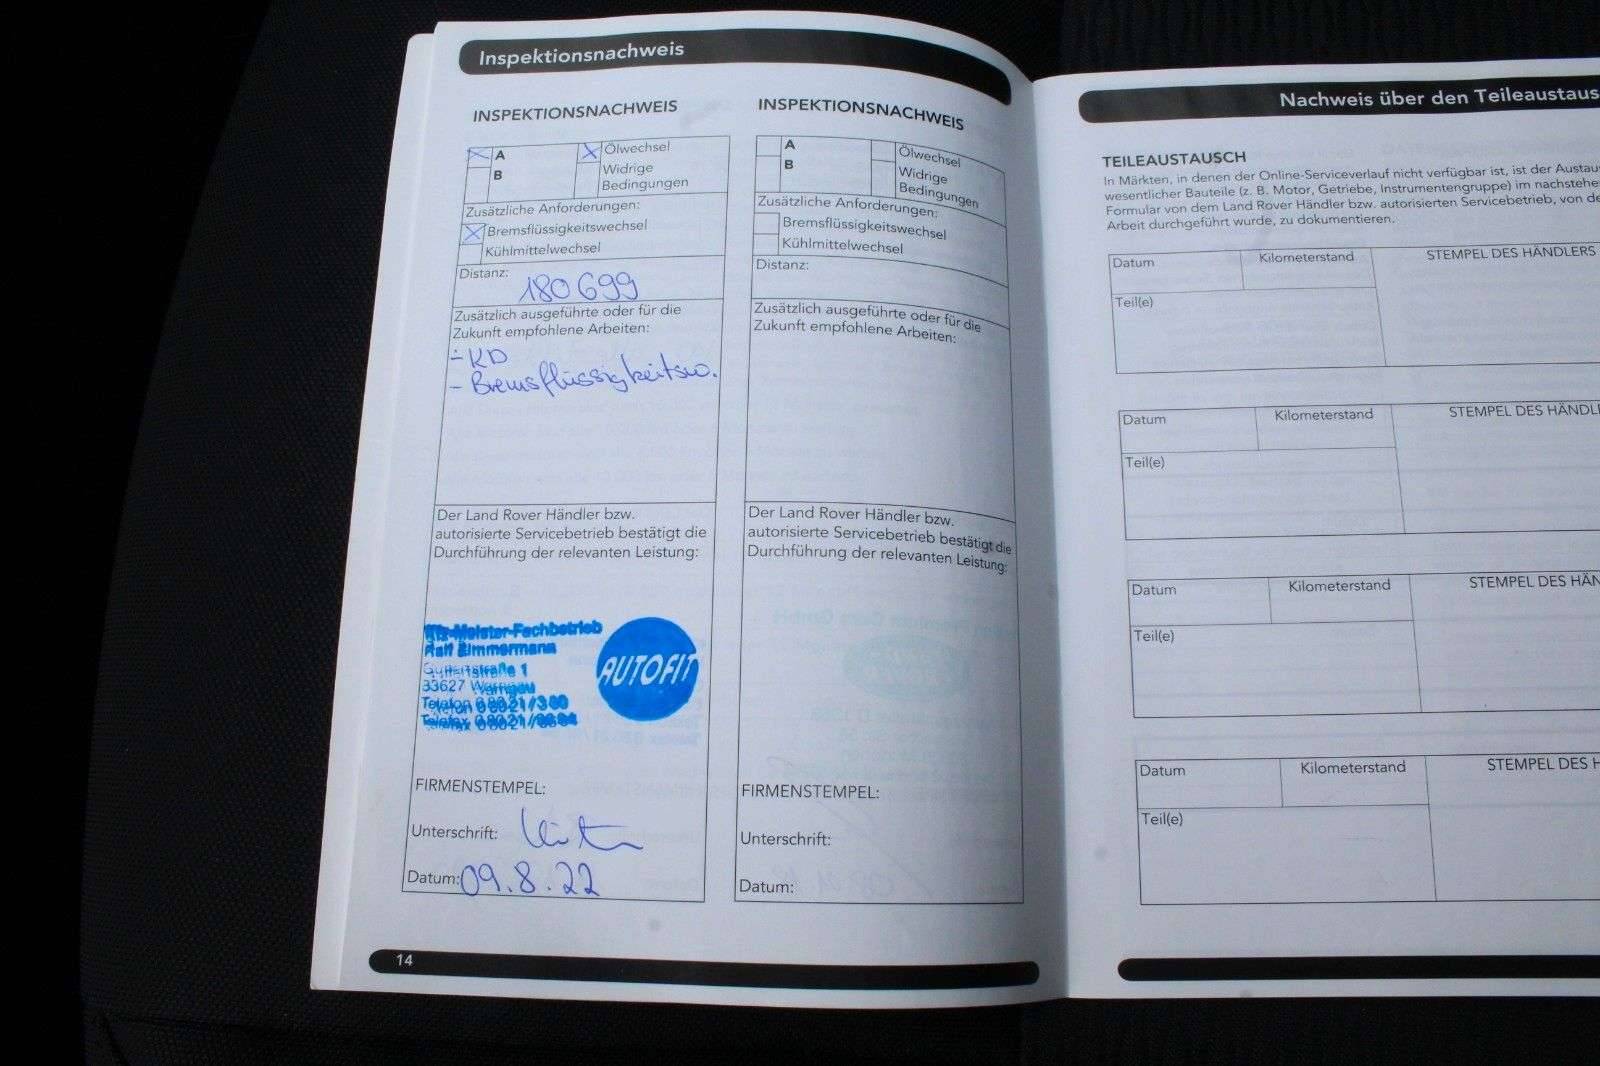 Inspektionsnachweis
INSPEKTIONSNACHWEIS
A
B
Ölwechsel
Widrige
Bedingungen
Zusätzliche Anforderungen:
Bremsflüssigkeitswechsel
Kühlmittelwechsel
Distanz:
180699
Zusätzlich ausgeführte oder für die
Zukunft empfohlene Arbeiten:
- KD
- Bremsflüssigkeitsw.
Der Land Rover Händler bzw.
autorisierte Servicebetrieb bestätigt die
Durchführung der relevanten Leistung:
Kfz-Meister-Fachbetrieb
Ralf Zimmermann
1
Telefon
Telefax
AUTOFIT
FIRMENSTEMPEL:
Unterschrift:
Datum: 09.8.22
14
INSPEKTIONSNACHWEIS
A
B
Ölwechsel
Widrige
Bedingungen
Zusätzliche Anforderungen:
Bremsflüssigkeitswechsel
Kühlmittelwechsel
Distanz:
Zusätzlich ausgeführte oder für die
Zukunft empfohlene Arbeiten:
Der Land Rover Händler bzw.
autorisierte Servicebetrieb bestätigt die
Durchführung der relevanten Leistung:
FIRMENSTEMPEL:
Unterschrift:
Datum:
Nachweis über den Teileaustaus
TEILEAUSTAUSCH
In Märkten, in denen der Online-Serviceverlauf nicht verfügbar ist, ist der Austaus
wesentlicher Bauteile (z. B. Motor, Getriebe, Instrumentengruppe) im nachstehe
Formular von dem Land Rover Händler bzw. autorisierten Servicebetrieb, von de
Arbeit durchgeführt wurde, zu dokumentieren.
Datum
Kilometerstand
STEMPEL DES HÄNDLERS
Teil(e)
Datum
Kilometerstand
STEMPEL DES HÄNDL
Teil(e)
Datum
Kilometerstand
STEMPEL DES HÄN
Teil(e)
Datum
Kilometerstand
STEMPEL DES H
Teil(e)